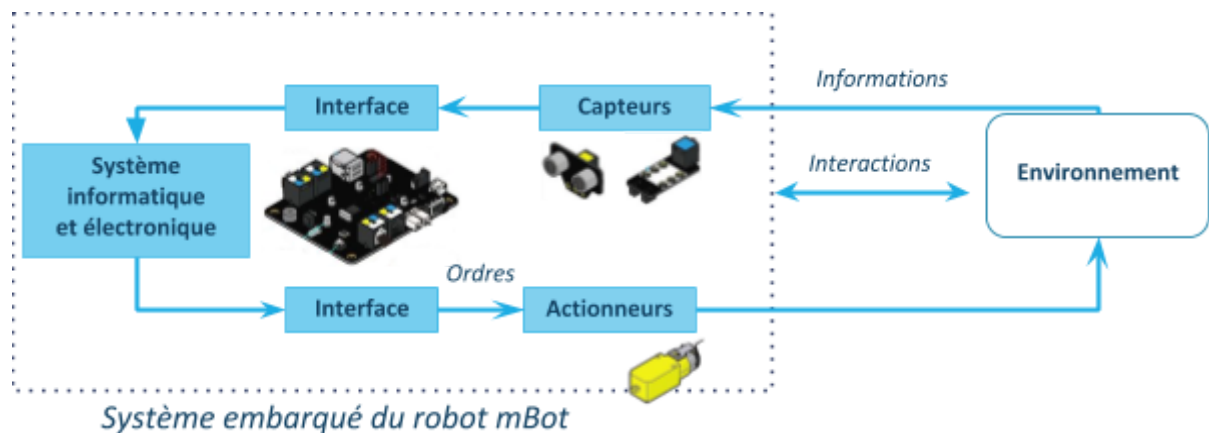 Informations
Interface
Capteurs
Système
informatique
et électronique
Interactions
Environnement
Ordres
Interface
Actionneurs
Système embarqué du robot mBot